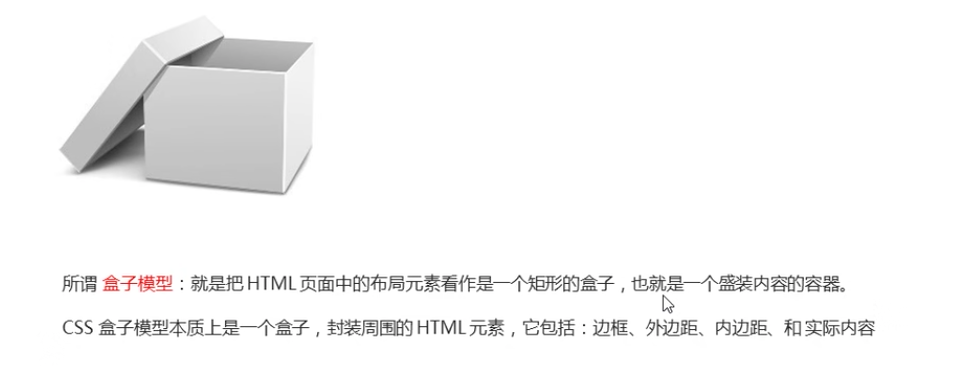 所谓 盒子模型：就是把 HTML 页面中的布局元素看作是一个矩形的盒子，也就是一个盛装内容的容器。
CSS 盒子模型本质上是一个盒子，封装周围的 HTML 元素，它包括：边框、外边距、内边距、和 实际内容